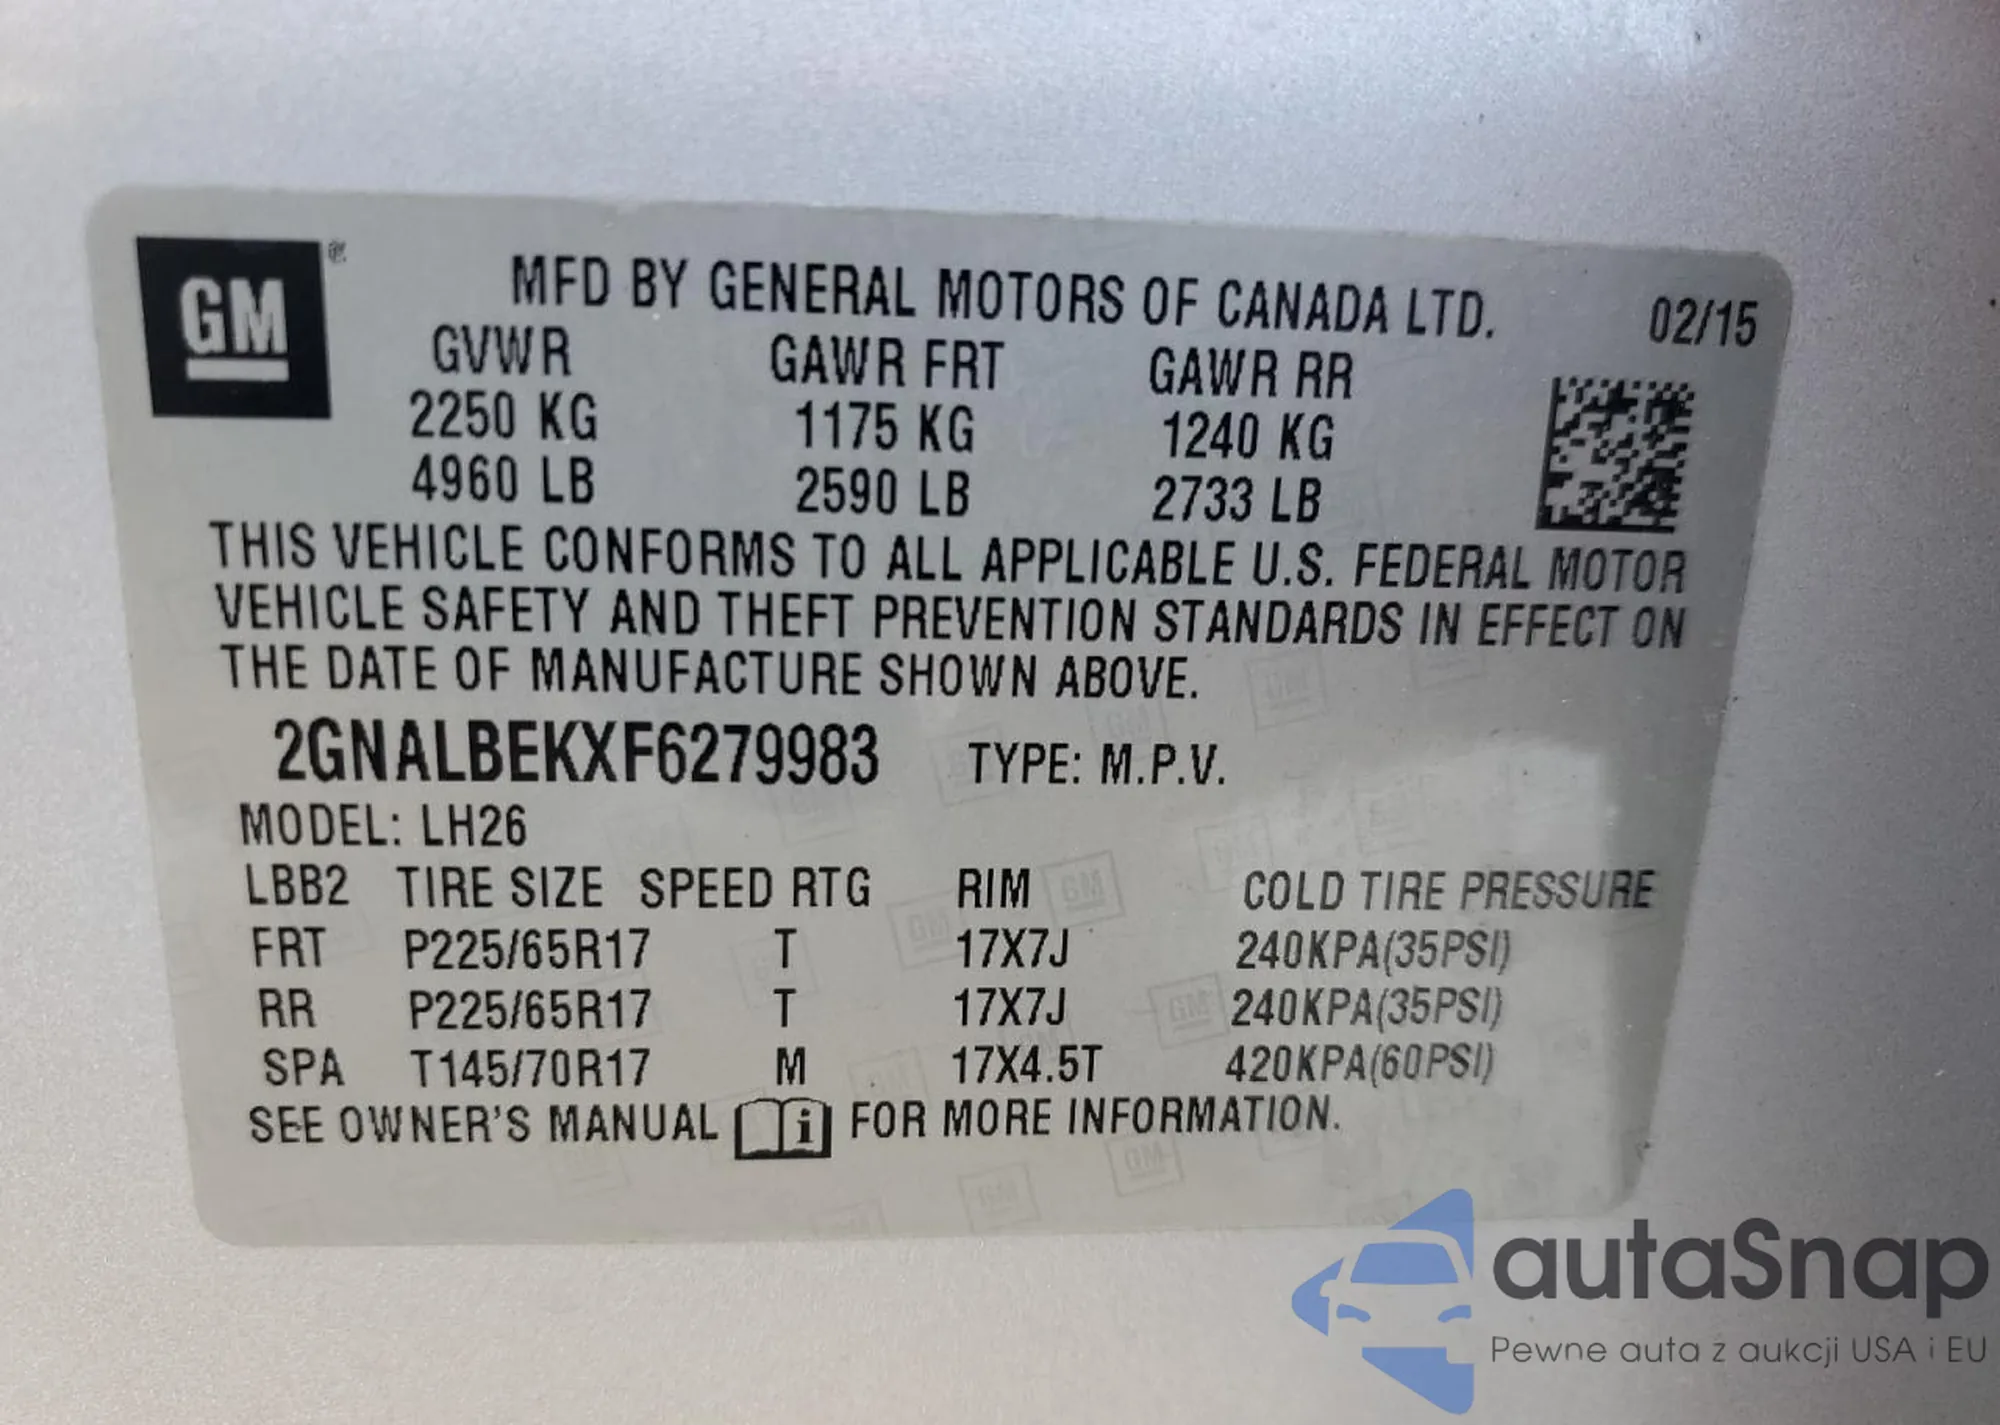 GM ®
MFD BY GENERAL MOTORS OF CANADA LTD. 02/15
GVWR GAWR FRT GAWR RR
2250 KG 1175 KG 1240 KG
4960 LB 2590 LB 2733 LB
THIS VEHICLE CONFORMS TO ALL APPLICABLE U.S. FEDERAL MOTOR
VEHICLE SAFETY AND THEFT PREVENTION STANDARDS IN EFFECT ON
THE DATE OF MANUFACTURE SHOWN ABOVE.
2GNALBEKXF6279983 TYPE: M.P.V.
MODEL: LH26
LBB2 TIRE SIZE SPEED RTG RIM COLD TIRE PRESSURE
FRT P225/65R17 T 17X7J 240KPA(35PSI)
RR P225/65R17 T 17X7J 240KPA(35PSI)
SPA T145/70R17 M 17X4.5T 420KPA(60PSI)
SEE OWNER'S MANUAL i FOR MORE INFORMATION.
autaSnap
Pewne auta z aukcji USA i EU